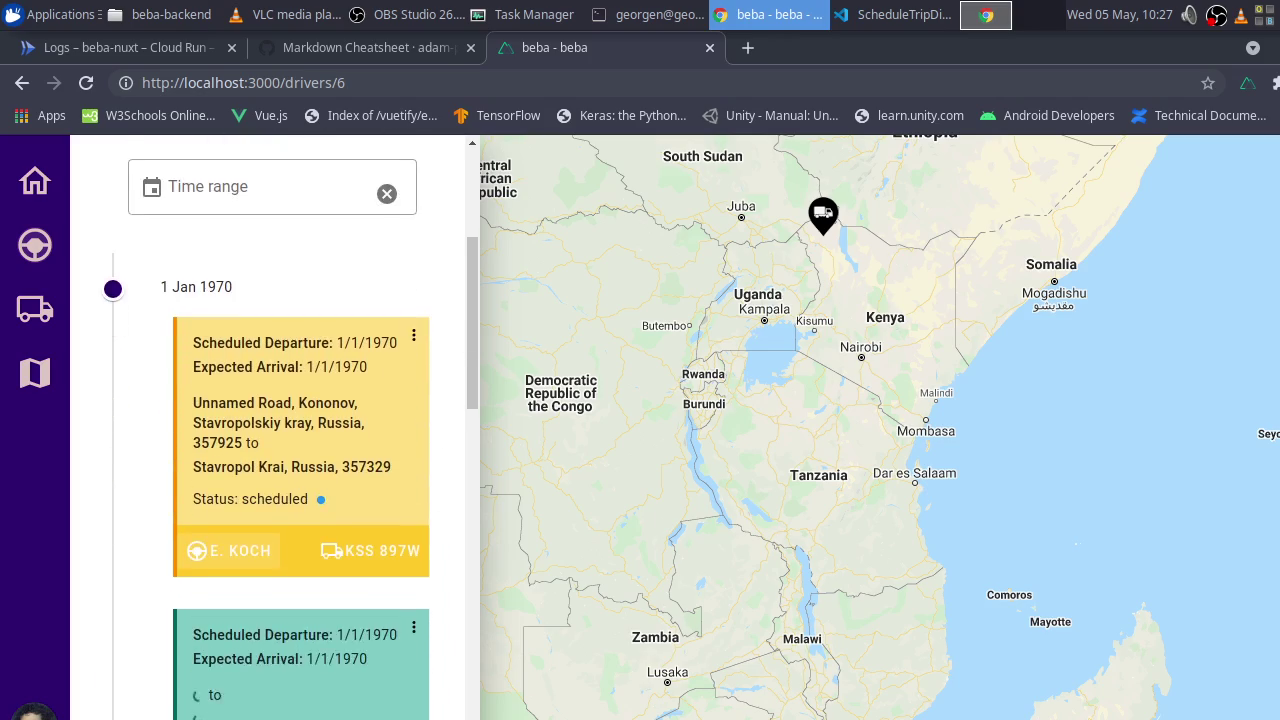 Applications
beba-backend
VLC media pla...
OBS Studio 26....
Task Manager
georgen@geo...
beba - beba - ...
ScheduleTripDi...
Wed 05 May, 10:27
Logs – beba-nuxt – Cloud Run –
Markdown Cheatsheet · adam-
beba - beba
http://localhost:3000/drivers/6
Apps
W3Schools Online...
Vue.js
Index of /vuetify/e...
TensorFlow
Keras: the Python...
Unity - Manual: Un...
learn.unity.com
Android Developers
Technical Docume...
Time range
1 Jan 1970
Scheduled Departure: 1/1/1970
Expected Arrival: 1/1/1970
Unnamed Road, Kononov,
Stavropolskiy kray, Russia,
357925 to
Stavropol Krai, Russia, 357329
Status: scheduled
E. KOCH
KSS 897W
Scheduled Departure: 1/1/1970
Expected Arrival: 1/1/1970
to
Ethiopia
South Sudan
entral
rican
public
Juba
Somalia
Mogadishu
مقديشو
Uganda
Kampala
Kisumu
Kenya
Butembo
Nairobi
Rwanda
Democratic
Republic of
the Congo
Burundi
Malindi
Mombasa
Seyc
Tanzania
Dar es Salaam
Comoros
Mayotte
Zambia
Malawi
Lusaka